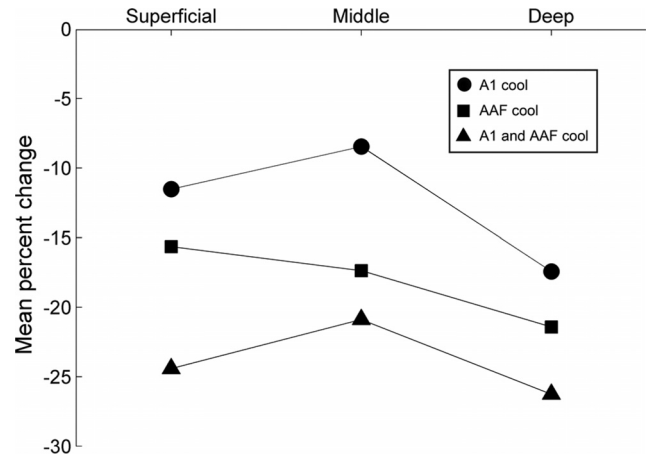 Superficial Middle Deep
0
-5
-10
-15
-20
-25
-30
Mean percent change
A1 cool
AAF cool
A1 and AAF cool